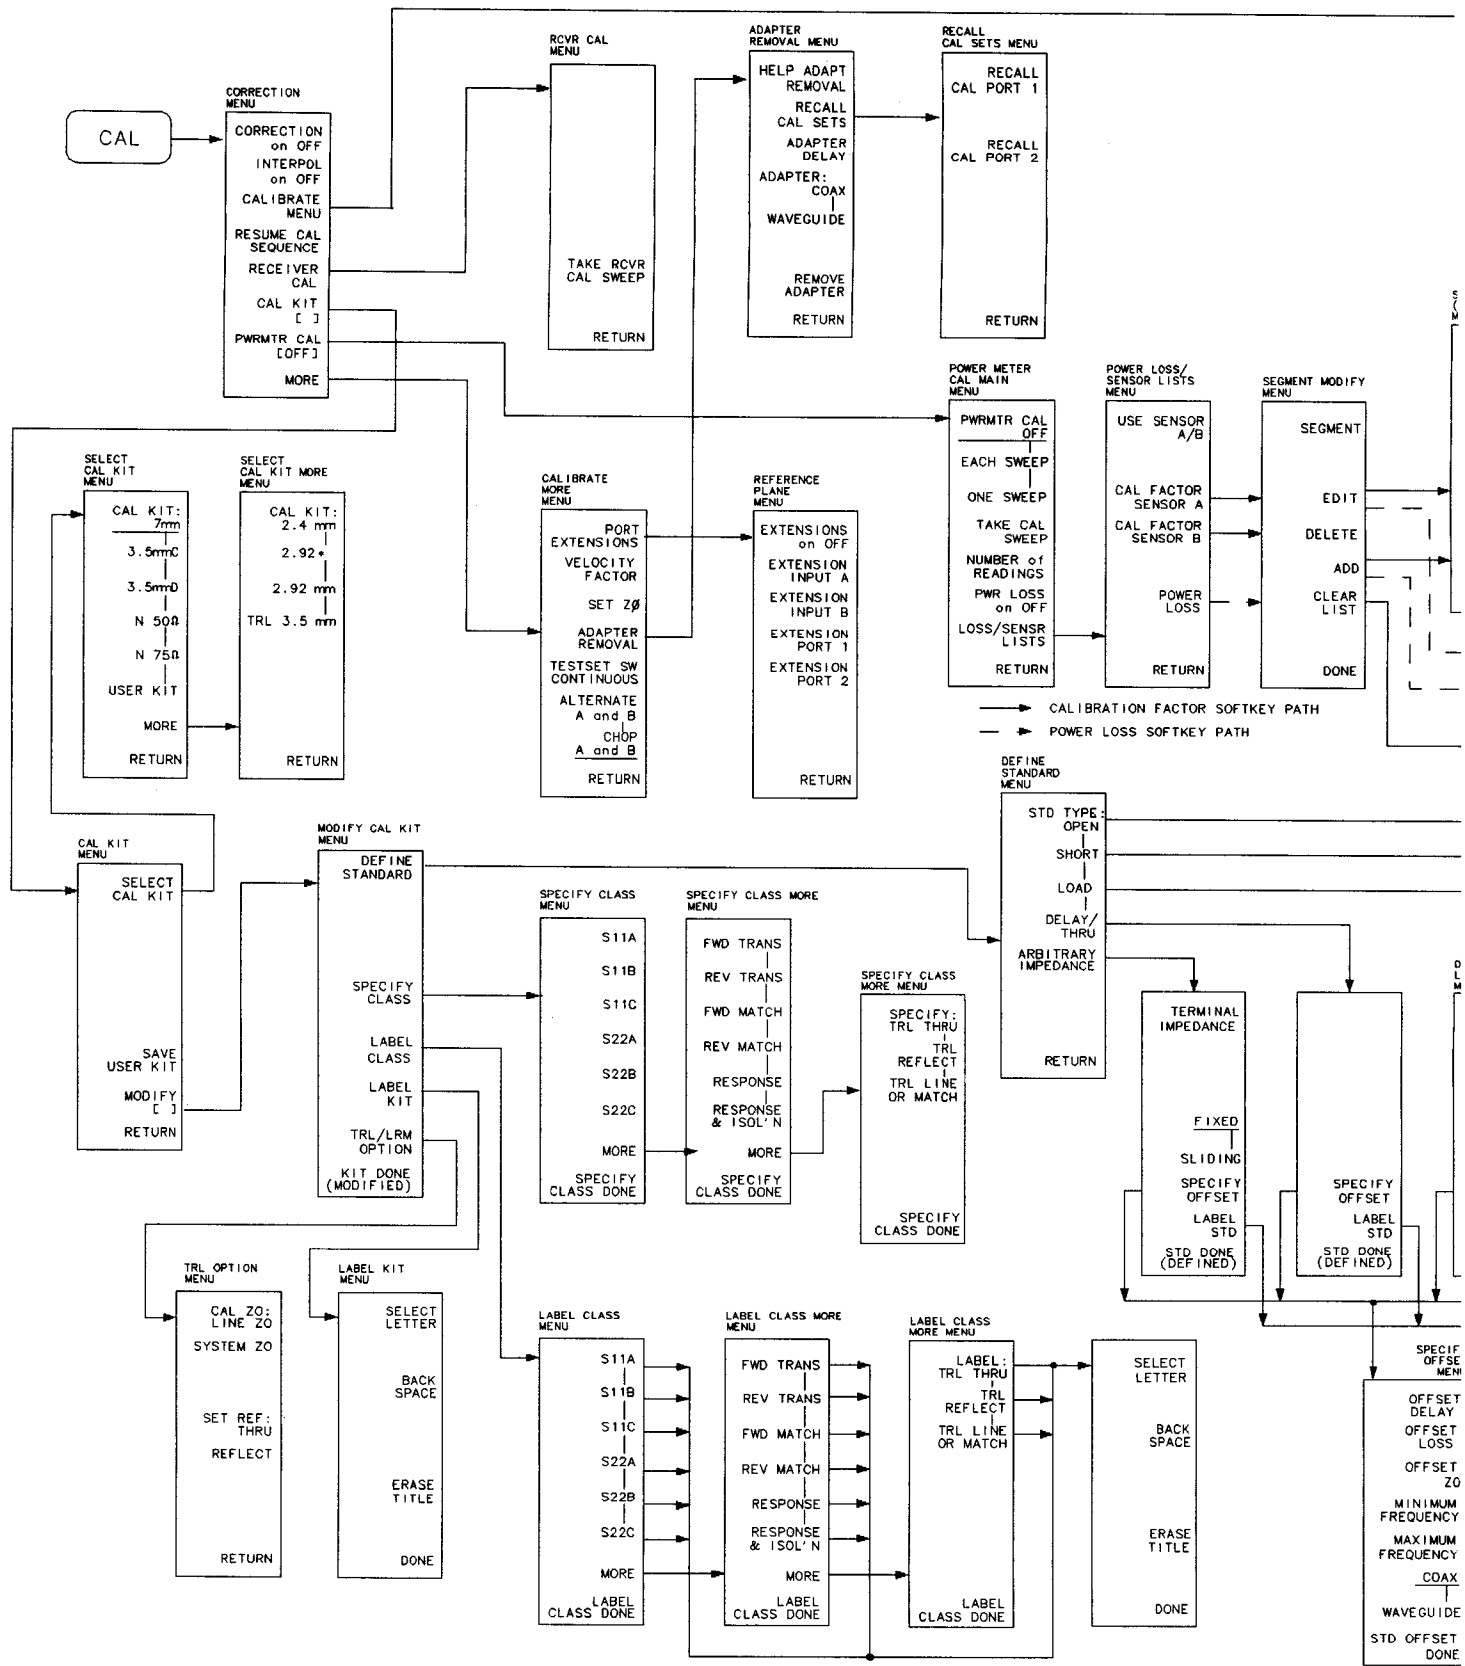 CAL
CORRECTION
MENU
CORRECTION
on OFF
INTERPOL
on OFF
CALIBRATE
MENU
RESUME CAL
SEQUENCE
RECEIVER
CAL
CAL KIT
[ ]
PWRMTR CAL
[OFF]
MORE
RCVR CAL
MENU
TAKE RCVR
CAL SWEEP
RETURN
ADAPTER
REMOVAL MENU
HELP ADAPT
REMOVAL
RECALL
CAL SETS
ADAPTER
DELAY
ADAPTER:
COAX
WAVEGUIDE
REMOVE
ADAPTER
RETURN
RECALL
CAL SETS MENU
RECALL
CAL PORT 1
RECALL
CAL PORT 2
RETURN
POWER METER
CAL MAIN
MENU
PWRMTR CAL
OFF
EACH SWEEP
ONE SWEEP
TAKE CAL
SWEEP
NUMBER of
READINGS
PWR LOSS
on OFF
LOSS/SENSR
LISTS
RETURN
POWER LOSS/
SENSOR LISTS
MENU
USE SENSOR
A/B
CAL FACTOR
SENSOR A
CAL FACTOR
SENSOR B
POWER
LOSS
RETURN
SEGMENT MODIFY
MENU
SEGMENT
EDIT
DELETE
ADD
CLEAR
LIST
DONE
S
(
M
CALIBRATION FACTOR SOFTKEY PATH
POWER LOSS SOFTKEY PATH
SELECT
CAL KIT
MENU
CAL KIT:
7mm
3.5mmC
3.5mmD
N 50Ω
N 75Ω
USER KIT
MORE
RETURN
SELECT
CAL KIT MORE
MENU
CAL KIT:
2.4 mm
2.92*
2.92 mm
TRL 3.5 mm
RETURN
CALIBRATE
MORE
MENU
PORT
EXTENSIONS
VELOCITY
FACTOR
SET ZØ
ADAPTER
REMOVAL
TESTSET SW
CONTINUOUS
ALTERNATE
A and B
CHOP
A and B
RETURN
REFERENCE
PLANE
MENU
EXTENSIONS
on OFF
EXTENSION
INPUT A
EXTENSION
INPUT B
EXTENSION
PORT 1
EXTENSION
PORT 2
RETURN
CAL KIT
MENU
SELECT
CAL KIT
SAVE
USER KIT
MODIFY
[ ]
RETURN
MODIFY CAL KIT
MENU
DEFINE
STANDARD
SPECIFY
CLASS
LABEL
CLASS
LABEL
KIT
TRL/LRM
OPTION
KIT DONE
(MODIFIED)
SPECIFY CLASS
MENU
S11A
S11B
S11C
S22A
S22B
S22C
MORE
SPECIFY
CLASS DONE
SPECIFY CLASS MORE
MENU
FWD TRANS
REV TRANS
FWD MATCH
REV MATCH
RESPONSE
RESPONSE
& ISOL'N
MORE
SPECIFY
CLASS DONE
SPECIFY CLASS
MORE MENU
SPECIFY:
TRL THRU
TRL
REFLECT
TRL LINE
OR MATCH
SPECIFY
CLASS DONE
DEFINE
STANDARD
MENU
STD TYPE:
OPEN
SHORT
LOAD
DELAY/
THRU
ARBITRARY
IMPEDANCE
RETURN
TERMINAL
IMPEDANCE
FIXED
SLIDING
SPECIFY
OFFSET
LABEL
STD
STD DONE
(DEFINED)
SPECIFY
OFFSET
LABEL
STD
STD DONE
(DEFINED)
D
L
M
TRL OPTION
MENU
CAL ZO:
LINE ZO
SYSTEM ZO
SET REF:
THRU
REFLECT
RETURN
LABEL KIT
MENU
SELECT
LETTER
BACK
SPACE
ERASE
TITLE
DONE
LABEL CLASS
MENU
S11A
S11B
S11C
S22A
S22B
S22C
MORE
LABEL
CLASS DONE
LABEL CLASS MORE
MENU
FWD TRANS
REV TRANS
FWD MATCH
REV MATCH
RESPONSE
RESPONSE
& ISOL'N
MORE
LABEL
CLASS DONE
LABEL CLASS
MORE MENU
LABEL:
TRL THRU
TRL
REFLECT
TRL LINE
OR MATCH
LABEL
CLASS DONE
SELECT
LETTER
BACK
SPACE
ERASE
TITLE
DONE
SPECIF
OFFSE
MENU
OFFSET
DELAY
OFFSET
LOSS
OFFSET
ZO
MINIMUM
FREQUENCY
MAXIMUM
FREQUENCY
COAX
WAVEGUIDE
STD OFFSET
DONE